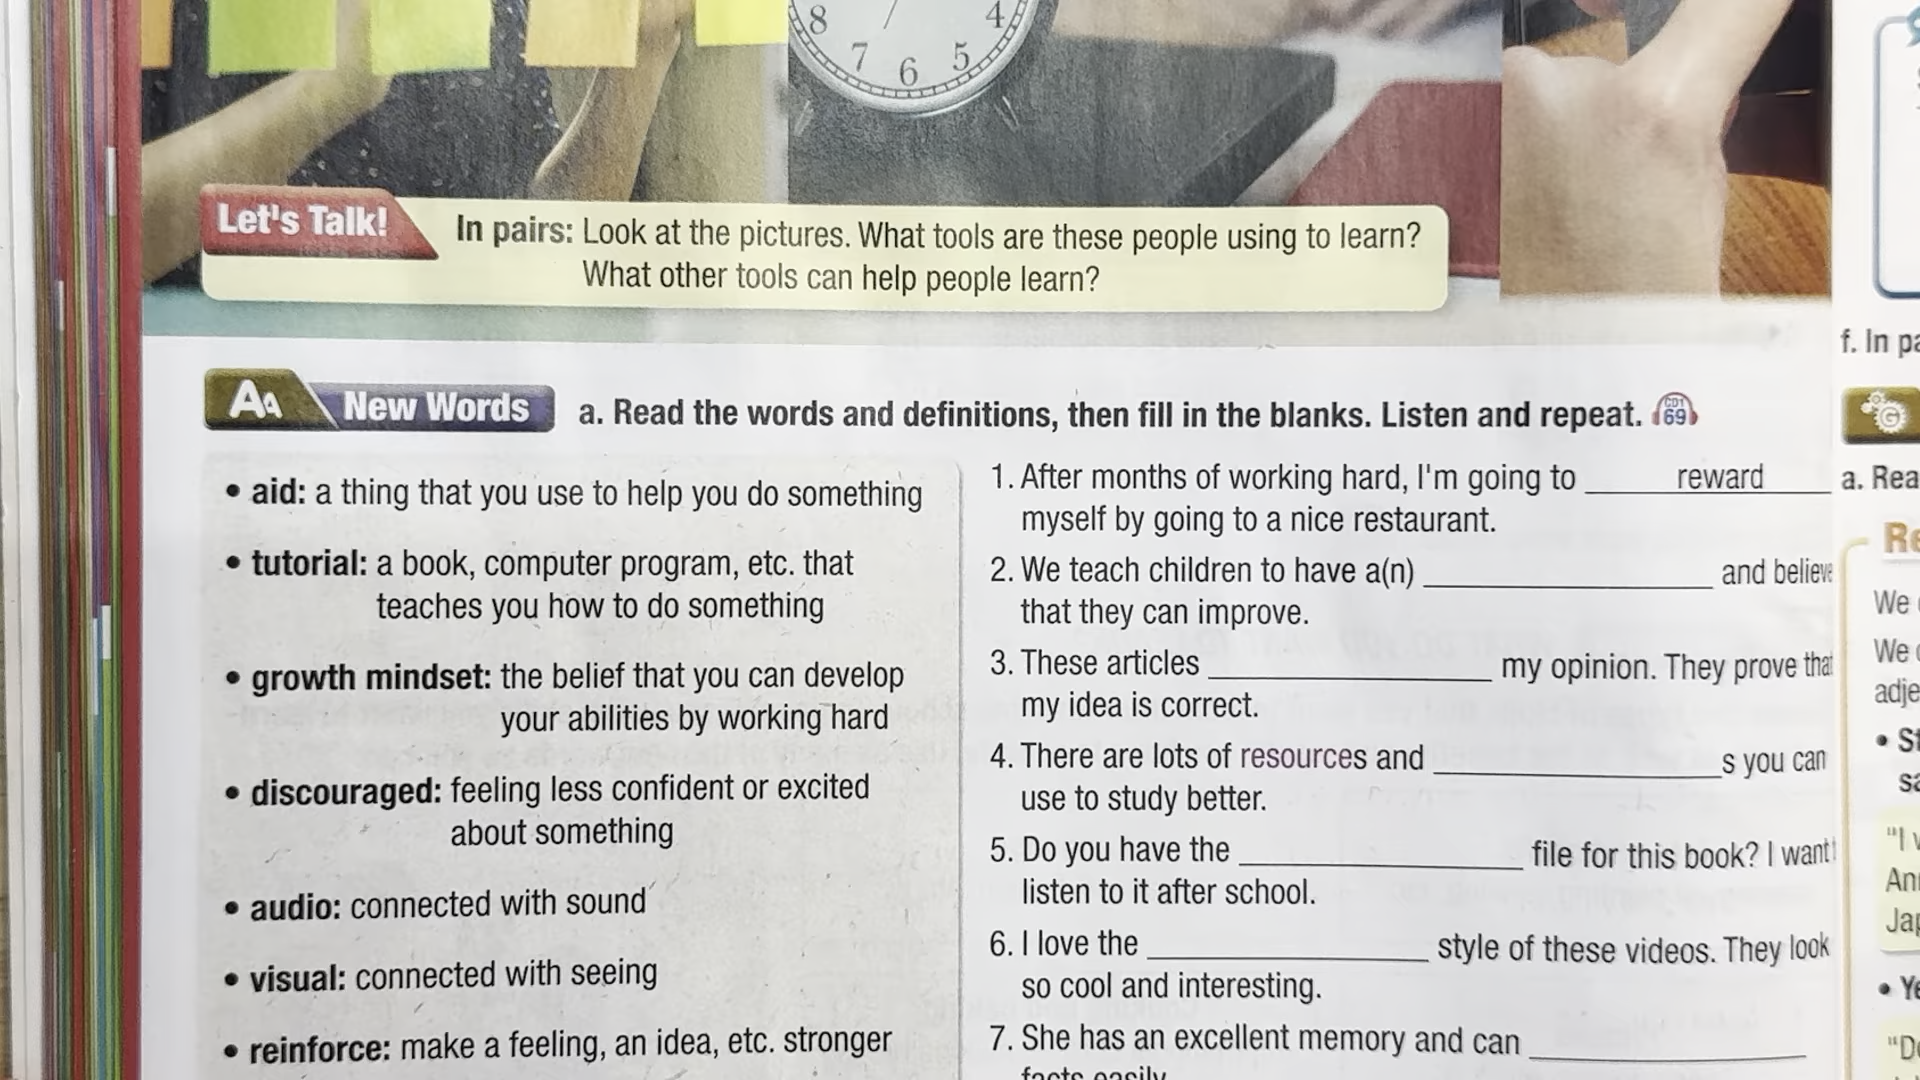 8 7 6 5 4
Let's Talk!
In pairs: Look at the pictures. What tools are these people using to learn?
What other tools can help people learn?
AA New Words
a. Read the words and definitions, then fill in the blanks. Listen and repeat. CD1 69
• aid: a thing that you use to help you do something
• tutorial: a book, computer program, etc. that
teaches you how to do something
• growth mindset: the belief that you can develop
your abilities by working hard
• discouraged: feeling less confident or excited
about something
• audio: connected with sound
• visual: connected with seeing
• reinforce: make a feeling, an idea, etc. stronger
1. After months of working hard, I'm going to ____reward____
myself by going to a nice restaurant.
2. We teach children to have a(n) ____________ and believe
that they can improve.
3. These articles ____________ my opinion. They prove that
my idea is correct.
4. There are lots of resources and ____________s you can
use to study better.
5. Do you have the ____________ file for this book? I want
listen to it after school.
6. I love the ____________ style of these videos. They look
so cool and interesting.
7. She has an excellent memory and can ____________
facts easily.
f. In pa
G
a. Rea
Re
We
We
adje
• St
sa
"I
An
Jap
• Ye
"Do